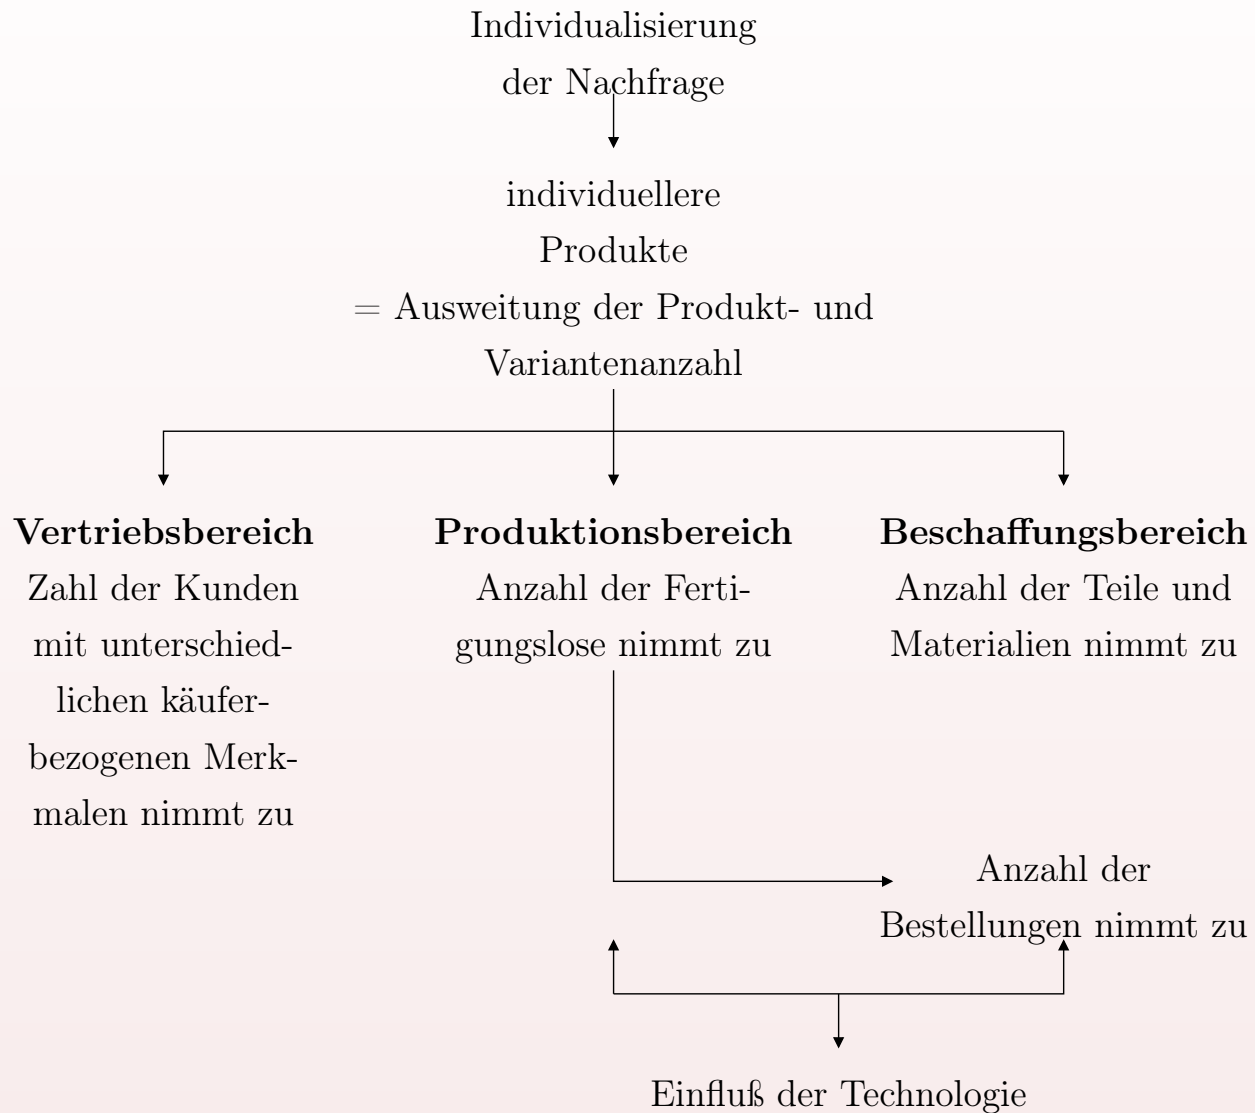 Individualisierung
der Nachfrage
individuellere
Produkte
= Ausweitung der Produkt- und
Variantenanzahl
Vertriebsbereich
Zahl der Kunden
mit unterschied-
lichen käufer-
bezogenen Merk-
malen nimmt zu
Produktionsbereich
Anzahl der Ferti-
gungslose nimmt zu
Beschaffungsbereich
Anzahl der Teile und
Materialien nimmt zu
Anzahl der
Bestellungen nimmt zu
Einfluß der Technologie